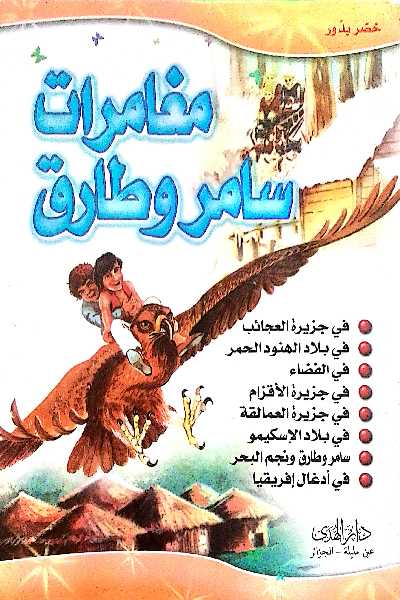 خضر بدور
مغامرات
سامر وطارق
في جزيرة العجائب
في بلاد الهنود الحمر
في الفضاء
في جزيرة الأقزام
في جزيرة العمالقة
في بلاد الإسكيمو
سامر وطارق ونجم البحر
في أدغال إفريقيا
دار الهدى
عين مليلة - الجزائر